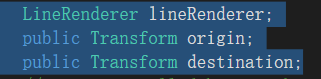 LineRenderer lineRenderer;
public Transform origin;
public Transform destination;